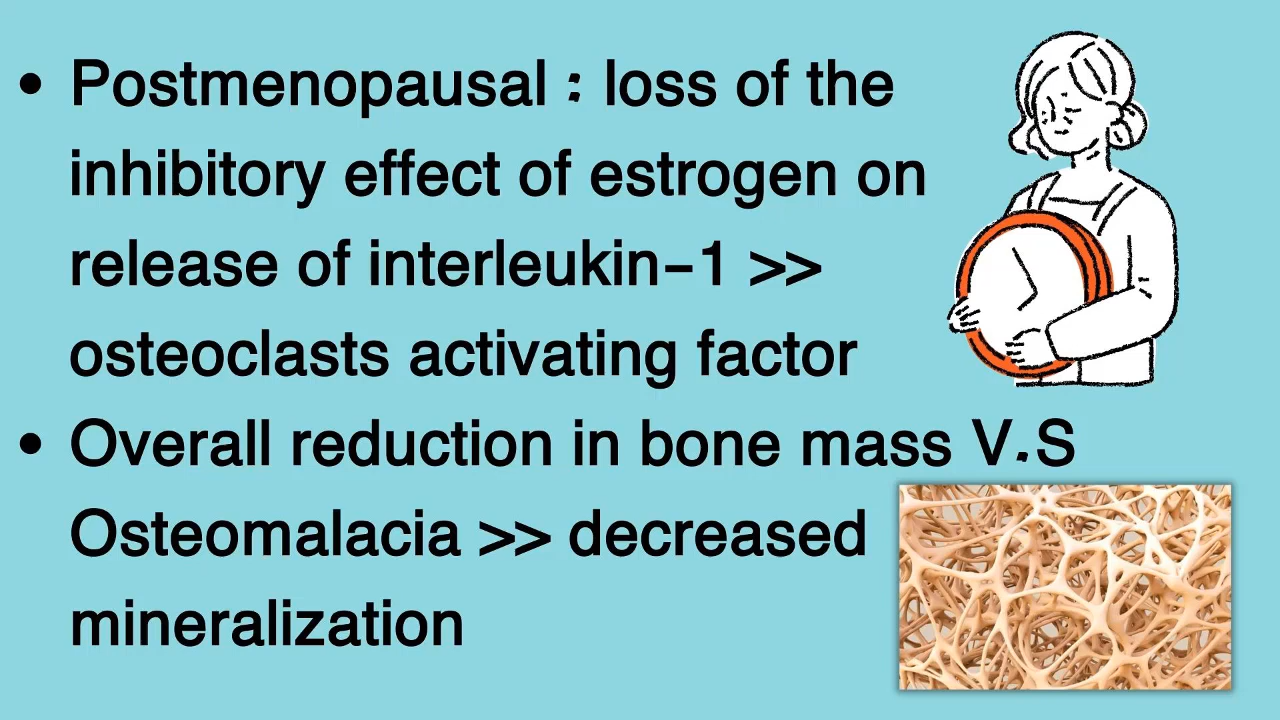 • Postmenopausal : loss of the
inhibitory effect of estrogen on
release of interleukin-1 >>
osteoclasts activating factor
• Overall reduction in bone mass V.S
Osteomalacia >> decreased
mineralization